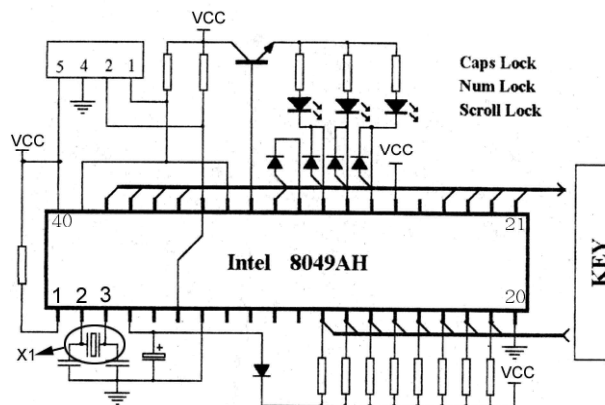 VCC
5 4 2 1
Caps Lock
Num Lock
Scroll Lock
VCC
VCC
40
21
Intel 8049AH
KEY
1 2 3
20
X1
+
VCC